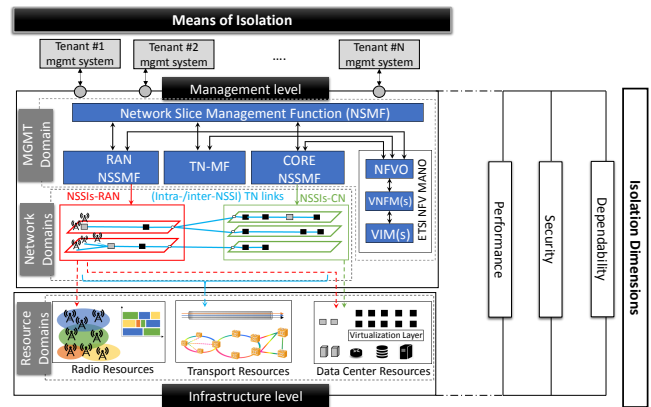 Means of Isolation
Tenant #1
mgmt system
Tenant #2
mgmt system
....
Tenant #N
mgmt system
Management level
MGMT
Domain
Network Slice Management Function (NSMF)
RAN
NSSMF
TN-MF
CORE
NSSMF
NFVO
VNFM(s)
VIM(s)
ETSI NFV MANO
Network
Domains
NSSIs-RAN
(Intra-/inter-NSSI) TN links
NSSIs-CN
Resource
Domains
Radio Resources
Transport Resources
Virtualization Layer
Data Center Resources
Infrastructure level
Performance
Security
Dependability
Isolation Dimensions